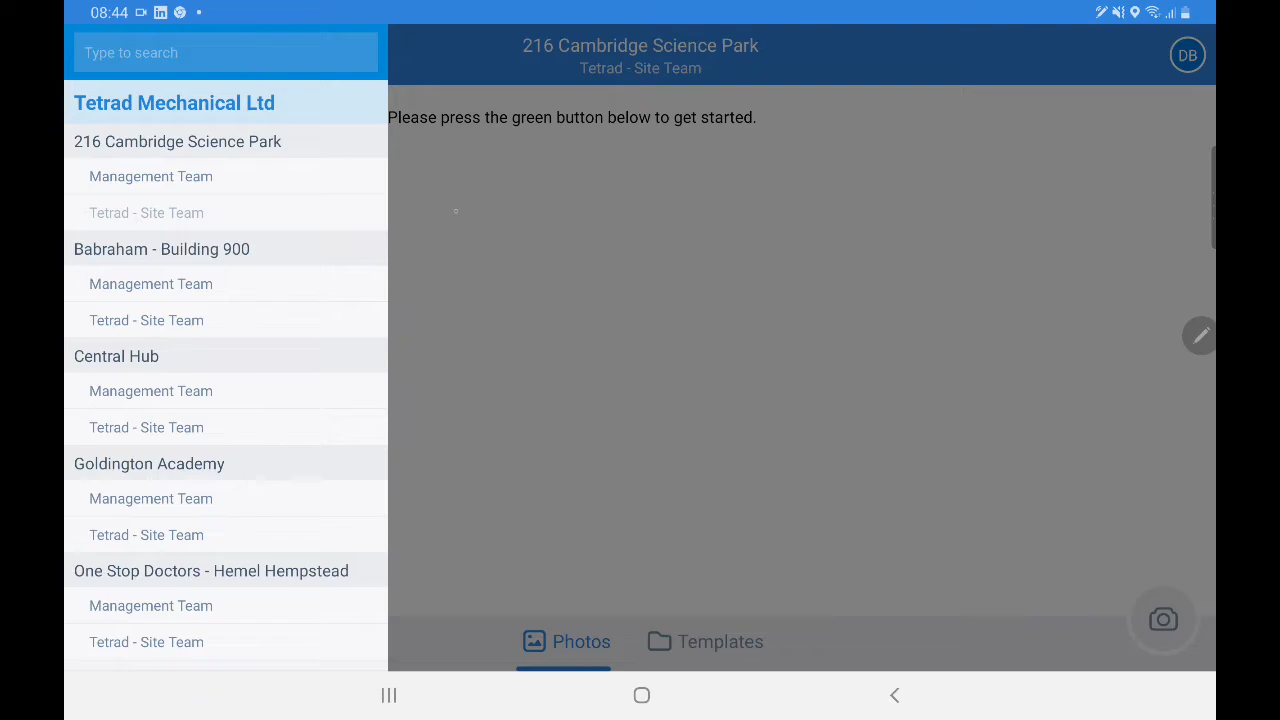 08:44
Type to search
216 Cambridge Science Park
Tetrad - Site Team
DB
Tetrad Mechanical Ltd
216 Cambridge Science Park
Management Team
Tetrad - Site Team
Babraham - Building 900
Management Team
Tetrad - Site Team
Central Hub
Management Team
Tetrad - Site Team
Goldington Academy
Management Team
Tetrad - Site Team
One Stop Doctors - Hemel Hempstead
Management Team
Tetrad - Site Team
Please press the green button below to get started.
Photos
Templates